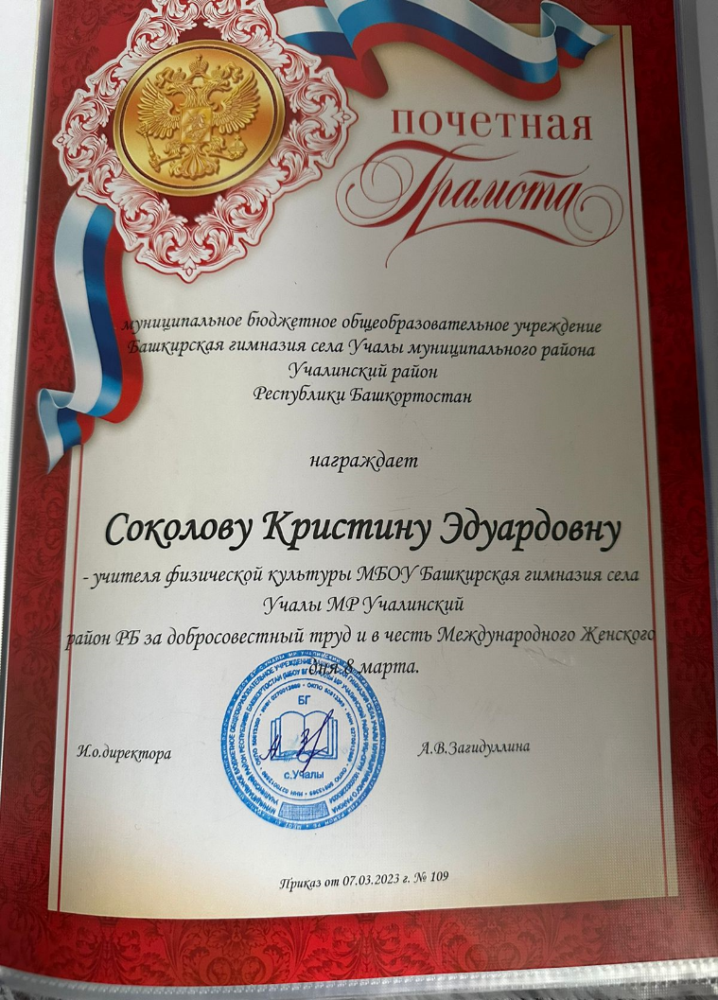 почетная
Грамота
муниципальное бюджетное общеобразовательное учреждение
Башкирская гимназия села Учалы муниципального района
Учалинский район
Республики Башкортостан
награждает
Соколову Кристину Эдуардовну
- учителя физической культуры МБОУ Башкирская гимназия села
Учалы МР Учалинский
район РБ за добросовестный труд и в честь Международного Женского
дня 8 марта.
БГ
с.Учалы
И.о.директора
А.В.Загидуллина
Приказ от 07.03.2023 г. № 109